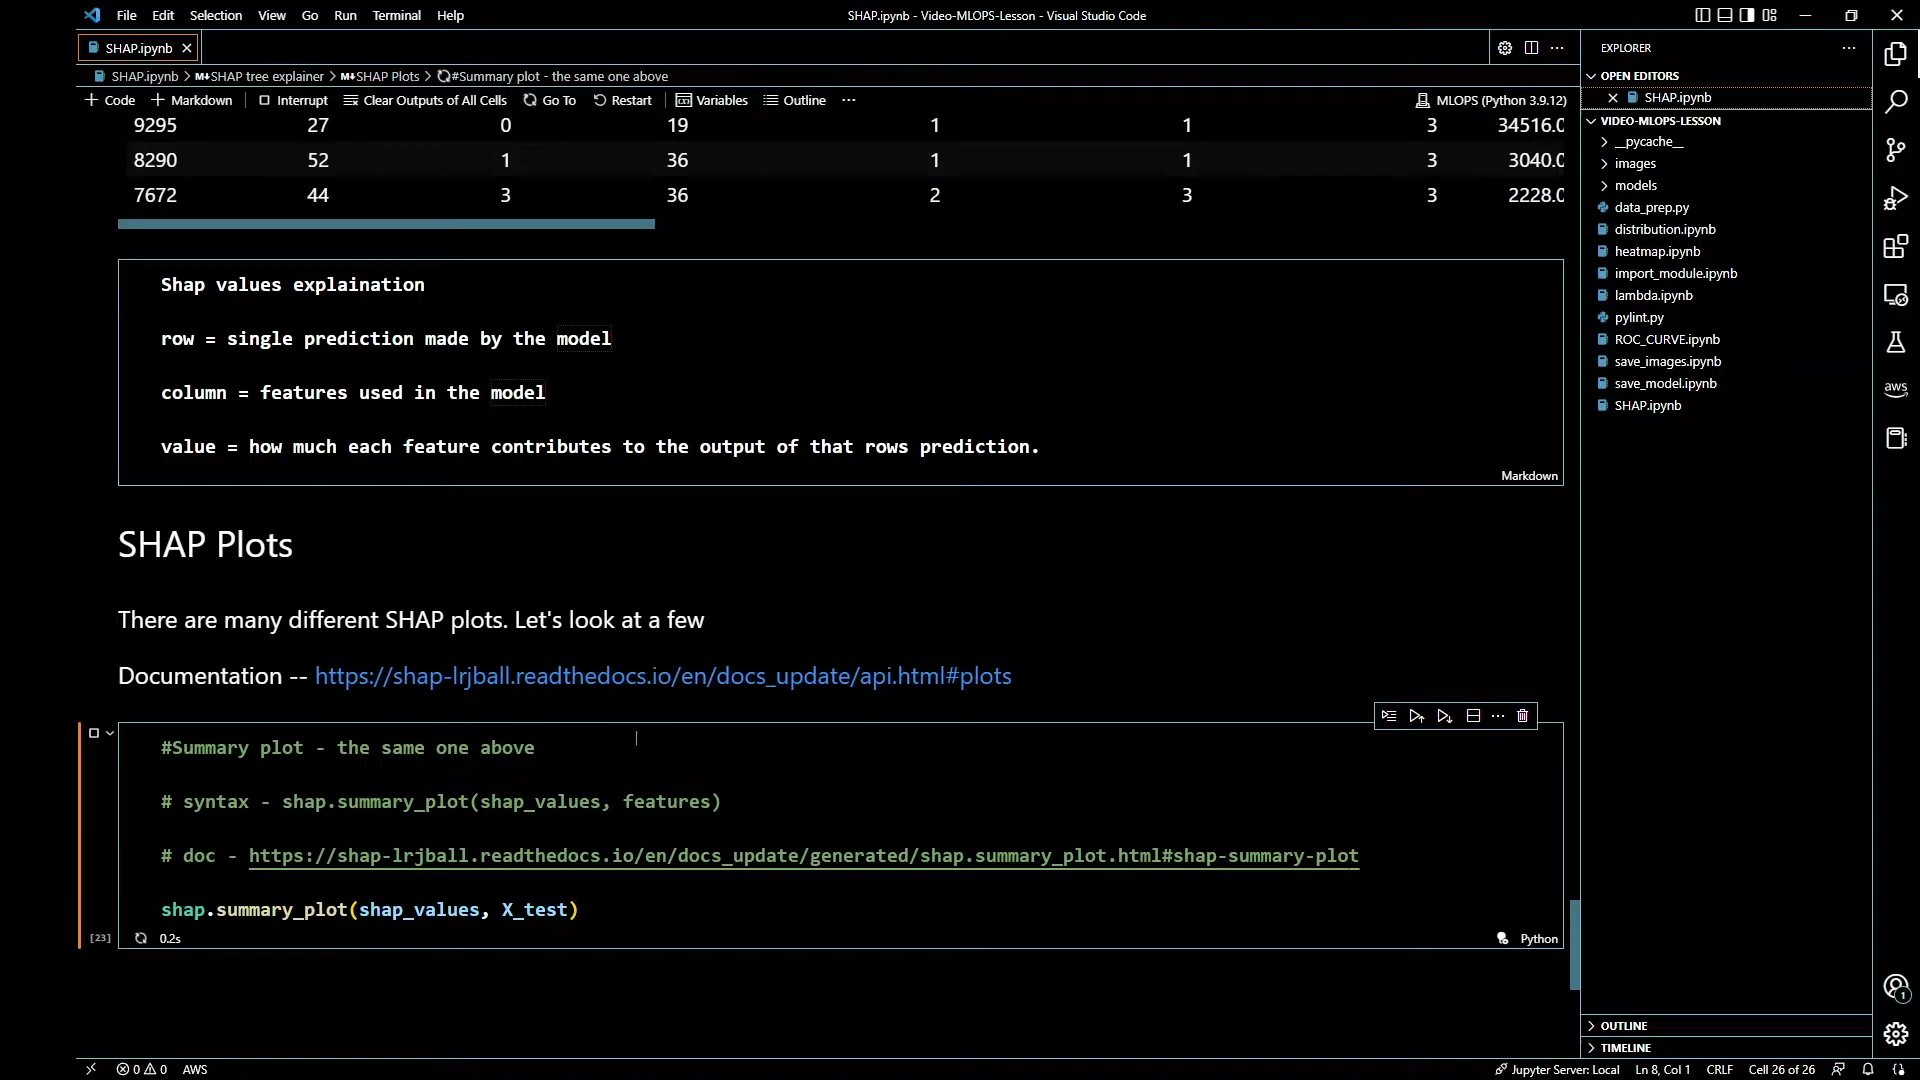 File Edit Selection View Go Run Terminal Help
SHAP.ipynb - Video-MLOPS-Lesson - Visual Studio Code
SHAP.ipynb
SHAP.ipynb > M↓SHAP tree explainer > M↓SHAP Plots > #Summary plot - the same one above
Code Markdown Interrupt Clear Outputs of All Cells Go To Restart Variables Outline ...
MLOPS (Python 3.9.12)
9295 27 0 19 1 1 3 34516.0
8290 52 1 36 1 1 3 3040.0
7672 44 3 36 2 3 3 2228.0
Shap values explaination
row = single prediction made by the model
column = features used in the model
value = how much each feature contributes to the output of that rows prediction.
Markdown
SHAP Plots
There are many different SHAP plots. Let's look at a few
Documentation -- https://shap-lrjball.readthedocs.io/en/docs_update/api.html#plots
#Summary plot - the same one above
# syntax - shap.summary_plot(shap_values, features)
# doc - https://shap-lrjball.readthedocs.io/en/docs_update/generated/shap.summary_plot.html#shap-summary-plot
shap.summary_plot(shap_values, X_test)
[23] 0.2s
Python
EXPLORER
OPEN EDITORS
SHAP.ipynb
VIDEO-MLOPS-LESSON
__pycache__
images
models
data_prep.py
distribution.ipynb
heatmap.ipynb
import_module.ipynb
lambda.ipynb
pylint.py
ROC_CURVE.ipynb
save_images.ipynb
save_model.ipynb
SHAP.ipynb
OUTLINE
TIMELINE
aws
1
0 0 AWS
Jupyter Server: Local Ln 8, Col 1 CRLF Cell 26 of 26